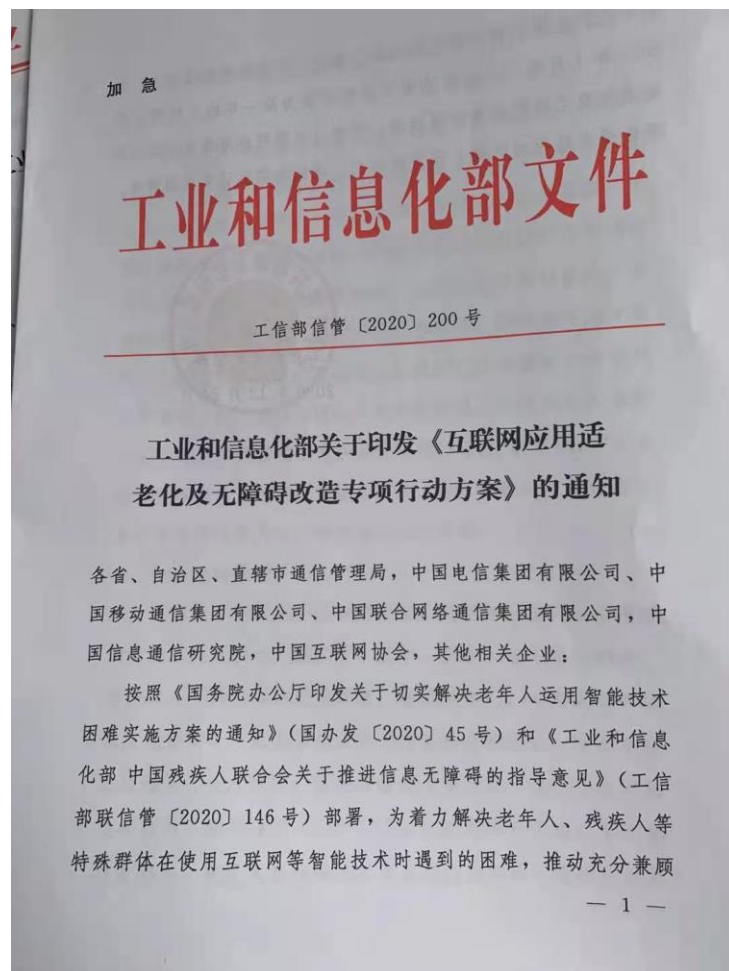 加 急
工业和信息化部文件
工信部信管〔2020〕200 号
工业和信息化部关于印发《互联网应用适
老化及无障碍改造专项行动方案》的通知
各省、自治区、直辖市通信管理局，中国电信集团有限公司、中
国移动通信集团有限公司、中国联合网络通信集团有限公司，中
国信息通信研究院，中国互联网协会，其他相关企业：
按照《国务院办公厅印发关于切实解决老年人运用智能技术
困难实施方案的通知》（国办发〔2020〕45 号）和《工业和信息
化部 中国残疾人联合会关于推进信息无障碍的指导意见》（工信
部联信管〔2020〕146 号）部署，为着力解决老年人、残疾人等
特殊群体在使用互联网等智能技术时遇到的困难，推动充分兼顾
— 1 —